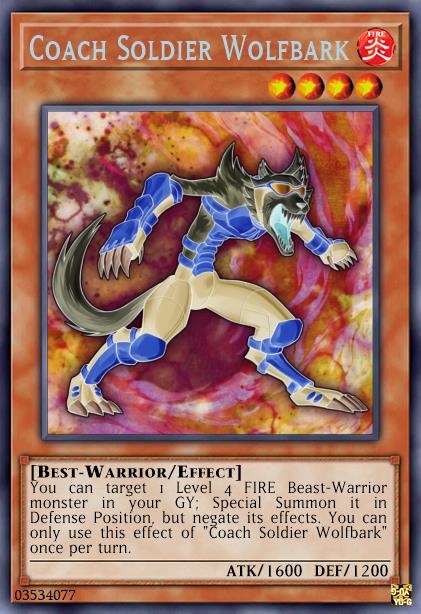 Coach Soldier Wolfbark
FIRE
炎
[Best-Warrior/Effect]
You can target 1 Level 4 FIRE Beast-Warrior
monster in your GY; Special Summon it in
Defense Position, but negate its effects. You can
only use this effect of "Coach Soldier Wolfbark"
once per turn.
ATK/1600 DEF/1200
03534077